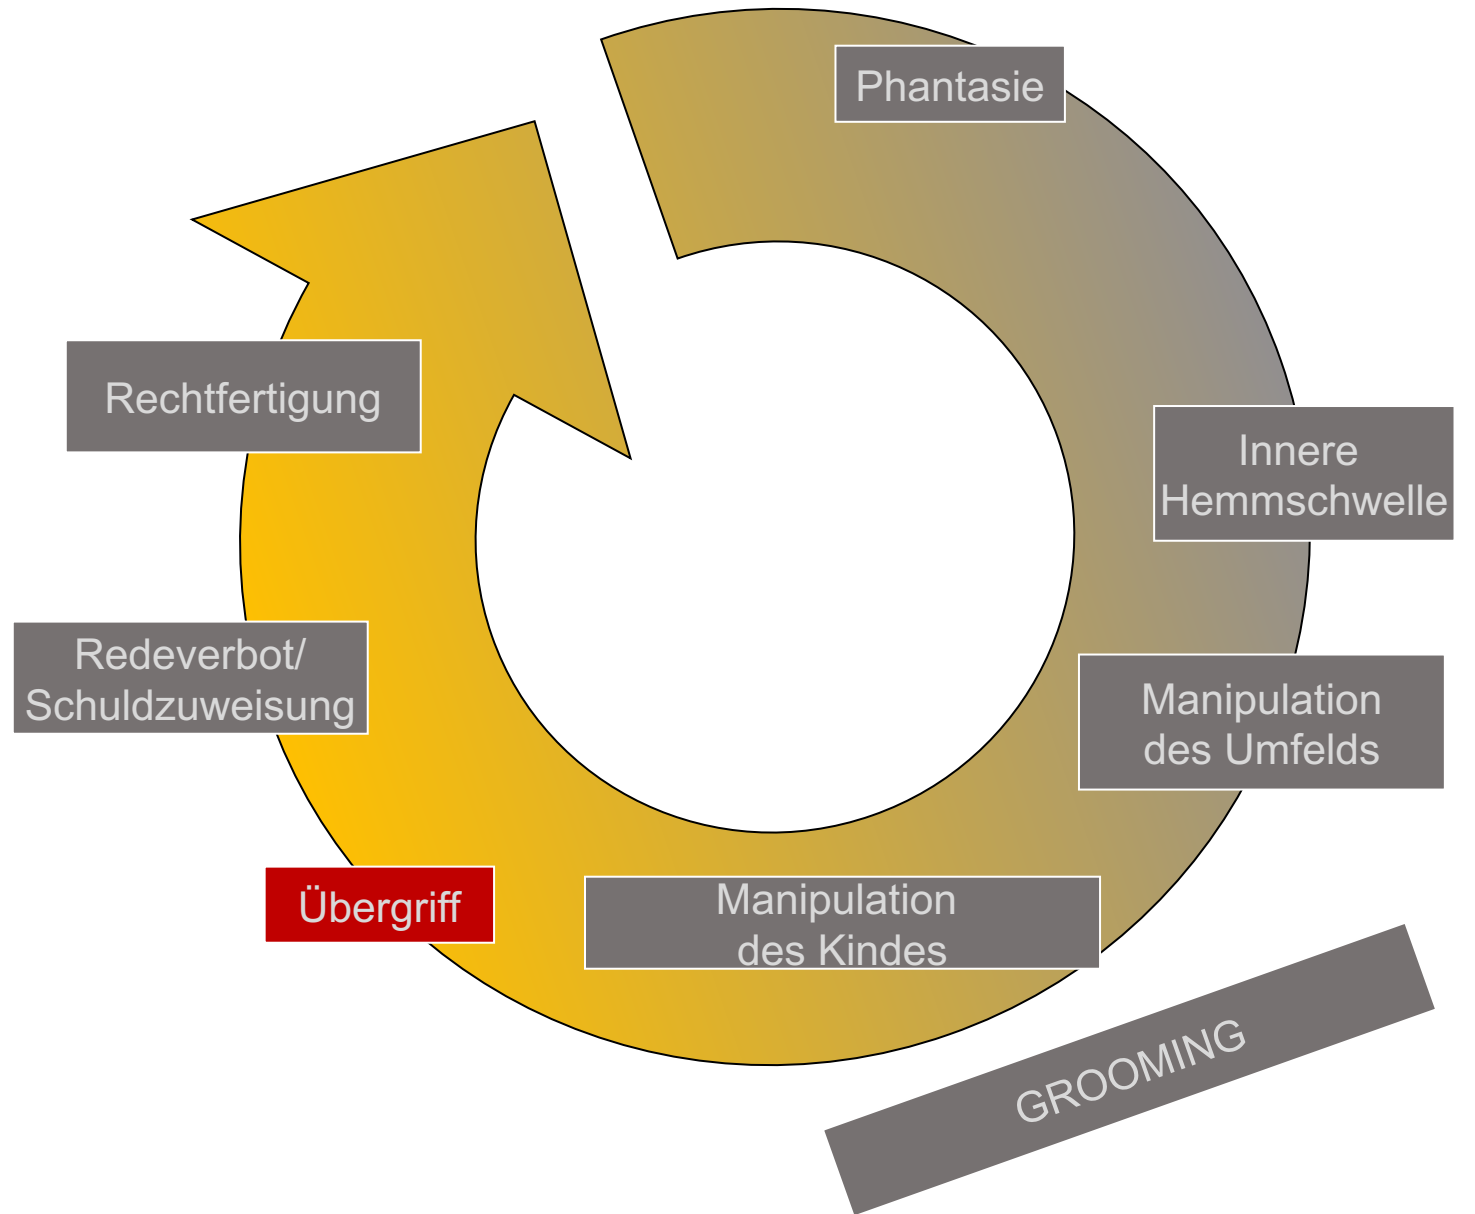 Phantasie
Innere
Hemmschwelle
Manipulation
des Umfelds
Manipulation
des Kindes
GROOMING
Übergriff
Redeverbot/
Schuldzuweisung
Rechtfertigung